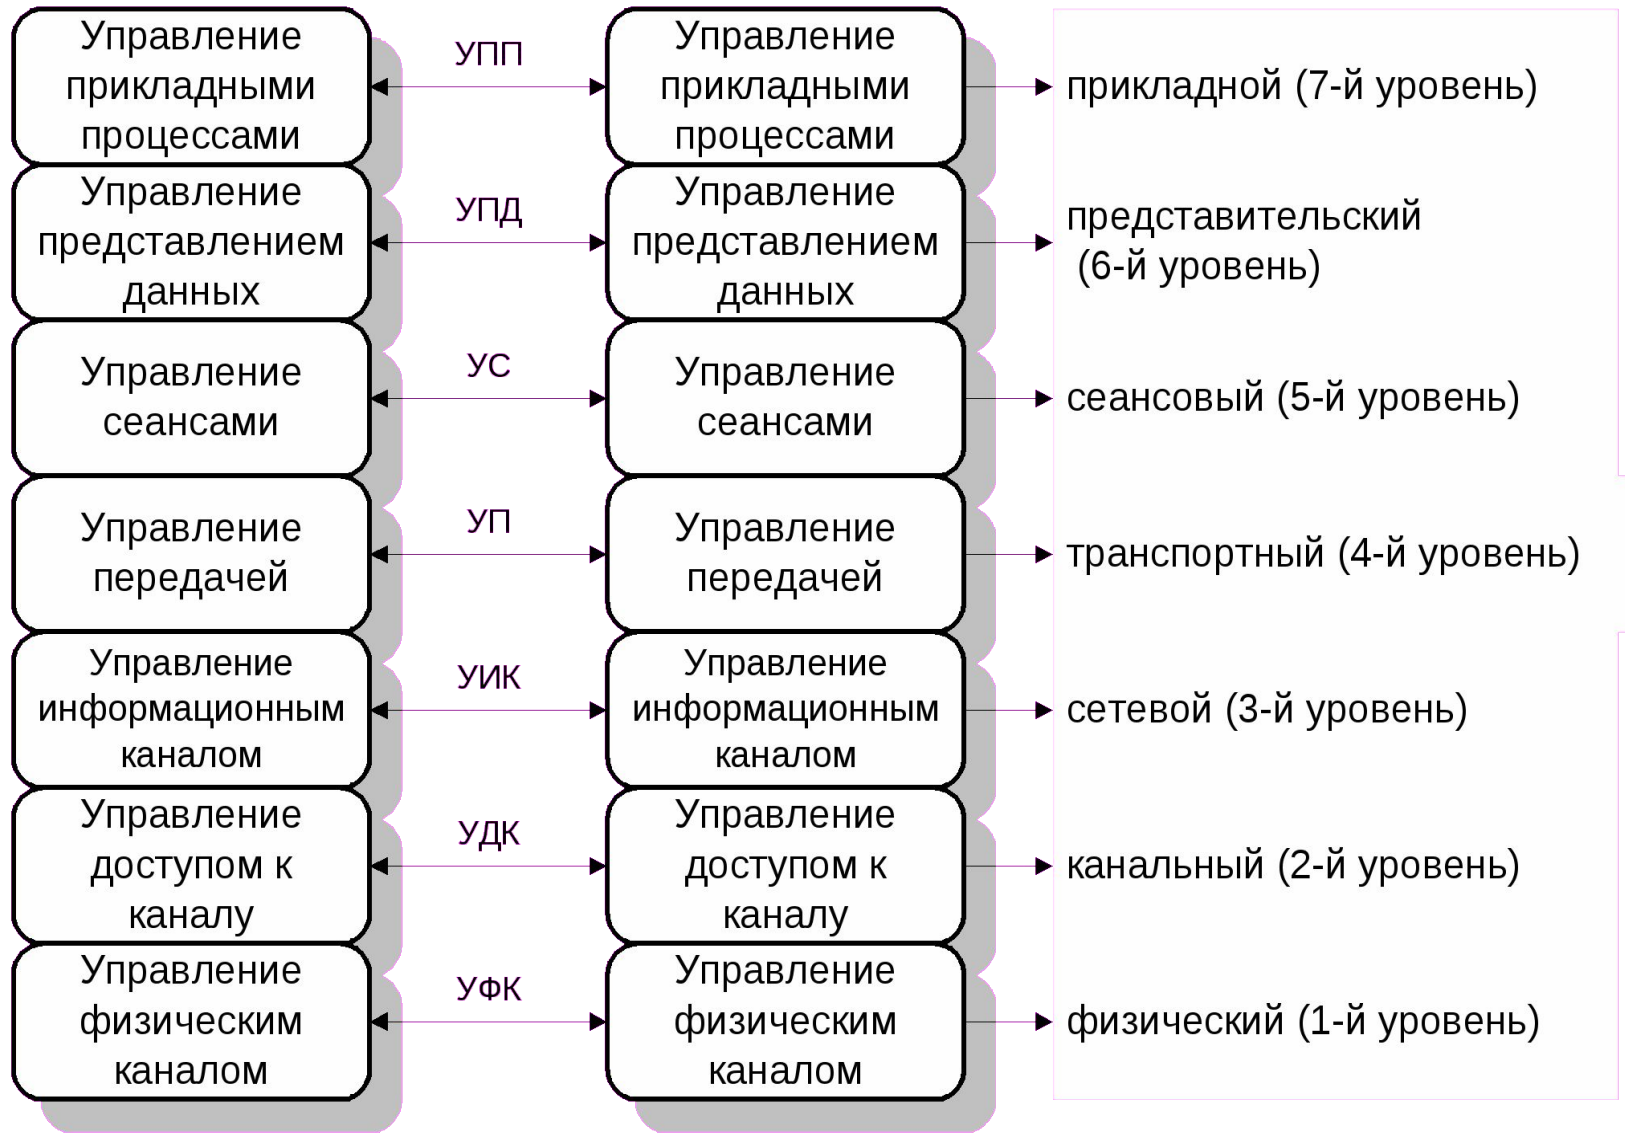 Управление
прикладными
процессами
УПП
Управление
прикладными
процессами
прикладной (7-й уровень)
Управление
представлением
данных
УПД
Управление
представлением
данных
представительский
(6-й уровень)
Управление
сеансами
УС
Управление
сеансами
сеансовый (5-й уровень)
Управление
передачей
УП
Управление
передачей
транспортный (4-й уровень)
Управление
информационным
каналом
УИК
Управление
информационным
каналом
сетевой (3-й уровень)
Управление
доступом к
каналу
УДК
Управление
доступом к
каналу
канальный (2-й уровень)
Управление
физическим
каналом
УФК
Управление
физическим
каналом
физический (1-й уровень)